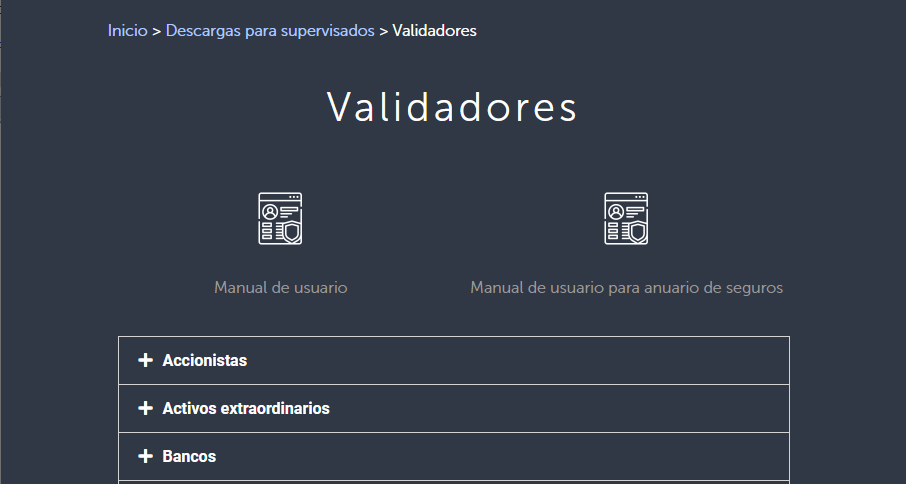 Inicio > Descargas para supervisados > Validadores
Validadores
Manual de usuario
Manual de usuario para anuario de seguros
+ Accionistas
+ Activos extraordinarios
+ Bancos